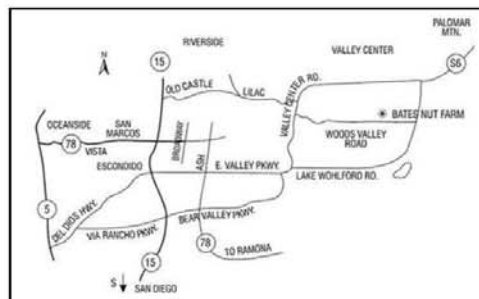 PALOMAR
MTN.
RIVERSIDE
VALLEY CENTER
N
15
S6
OLD CASTLE
LILAC
VALLEY CENTER RD.
BATES NUT FARM
OCEANSIDE
SAN
MARCOS
BROADWAY
WOODS VALLEY
ROAD
78
VISTA
ASH
ESCONDIDO
E. VALLEY PKWY.
LAKE WOHLFORD RD.
5
DEL DIOS HWY.
BEAR VALLEY PKWY.
VIA RANCHO PKWY.
78
TO RAMONA
15
S
SAN DIEGO